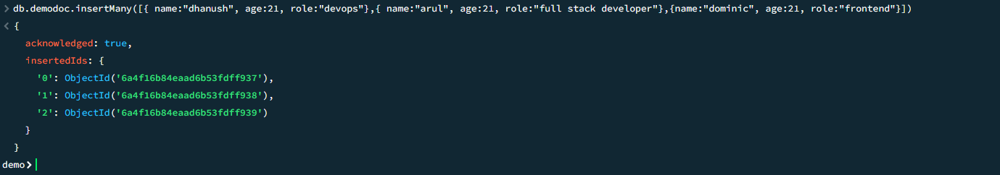 > db.demodoc.insertMany([{ name:"dhanush", age:21, role:"devops"},{ name:"arul", age:21, role:"full stack developer"},{name:"dominic", age:21, role:"frontend"}])
< {
acknowledged: true,
insertedIds: {
'0': ObjectId('6a4f16b84eaad6b53fdff937'),
'1': ObjectId('6a4f16b84eaad6b53fdff938'),
'2': ObjectId('6a4f16b84eaad6b53fdff939')
}
}
demo>